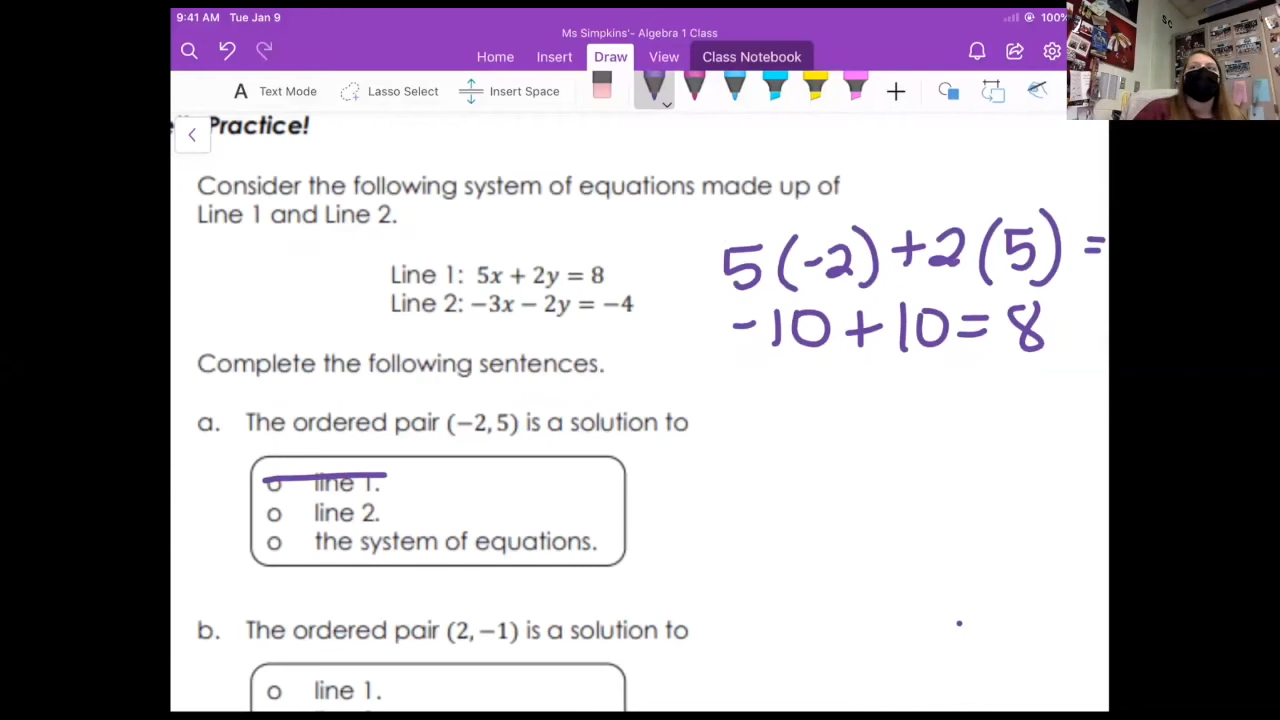 9:41 AM Tue Jan 9
100%
Ms Simpkins'- Algebra 1 Class
Home Insert Draw View Class Notebook
Text Mode Lasso Select Insert Space
Practice!
Consider the following system of equations made up of
Line 1 and Line 2.
Line 1: 5x + 2y = 8
Line 2: −3x − 2y = −4
5(-2)+2(5) =
-10+10=8
Complete the following sentences.
a. The ordered pair (−2, 5) is a solution to
o line 1.
o line 2.
o the system of equations.
b. The ordered pair (2, −1) is a solution to
o line 1.